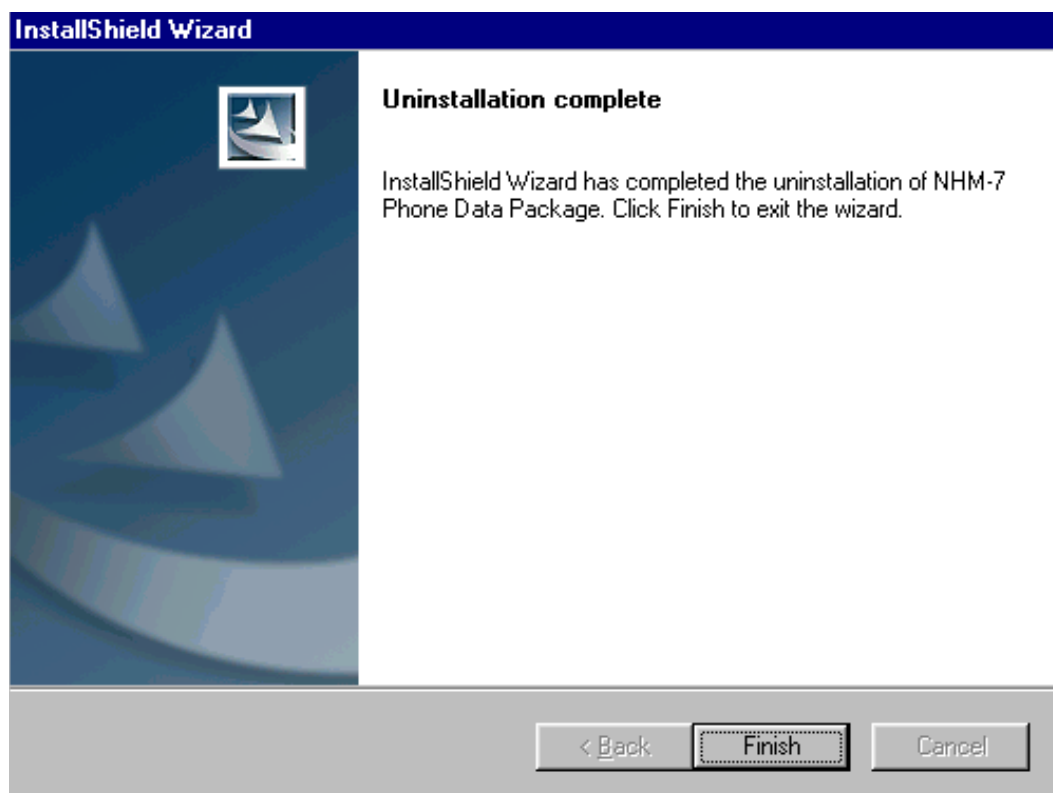 InstallShield Wizard
Uninstallation complete
InstallShield Wizard has completed the uninstallation of NHM-7
Phone Data Package. Click Finish to exit the wizard.
< Back
Finish
Cancel